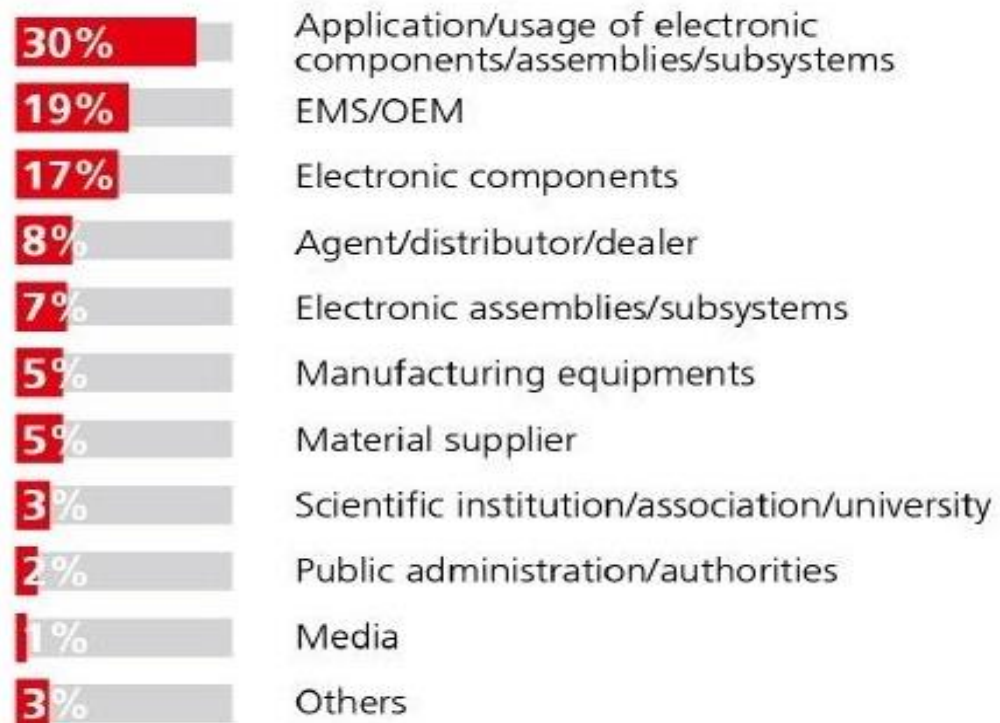 30% Application/usage of electronic
components/assemblies/subsystems
19% EMS/OEM
17% Electronic components
8% Agent/distributor/dealer
7% Electronic assemblies/subsystems
5% Manufacturing equipments
5% Material supplier
3% Scientific institution/association/university
2% Public administration/authorities
1% Media
3% Others